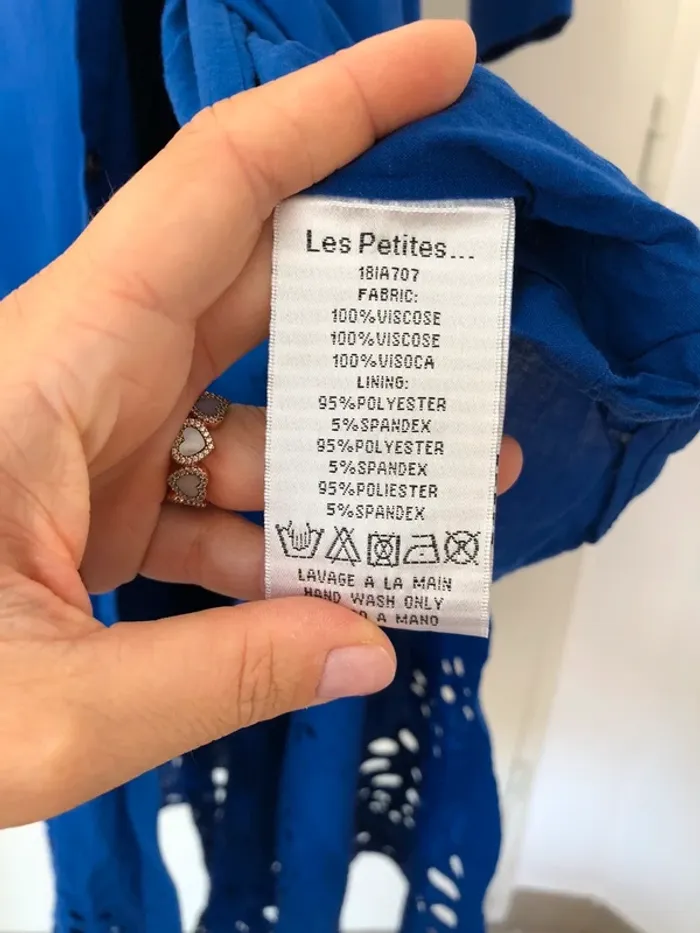 Les Petites...
18IA707
FABRIC:
100%VISCOSE
100%VISCOSE
100%VISOCA
LINING:
95%POLYESTER
5%SPANDEX
95%POLYESTER
5%SPANDEX
95%POLIESTER
5%SPANDEX
LAVAGE A LA MAIN
HAND WASH ONLY
A MANO